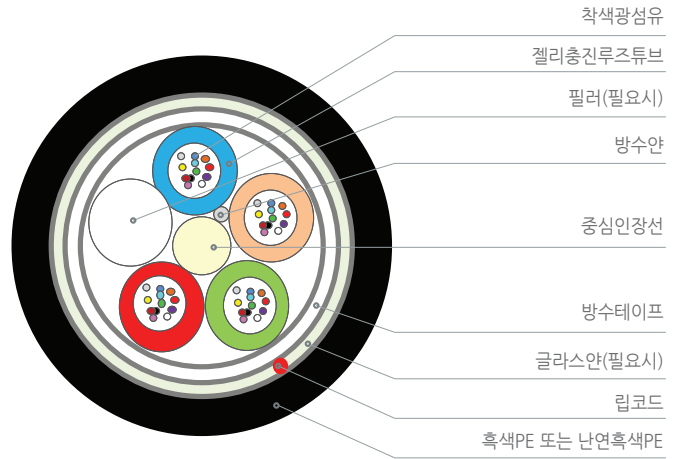 착색광섬유
젤리충진루즈튜브
필러(필요시)
방수얀
중심인장선
방수테이프
글라스얀(필요시)
립코드
흑색PE 또는 난연흑색PE